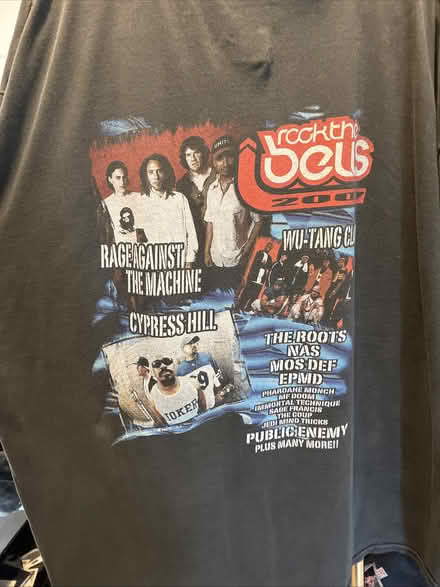 rock the
bells
200
RAGE AGAINST
THE MACHINE
WU-TANG CL
CYPRESS HILL
THE ROOTS
NAS
MOS DEF
EPMD
PHAROAHE MONCH
MF DOOM
IMMORTAL TECHNIQUE
SAGE FRANCIS
THE COUP
JEDI MIND TRICKS
PUBLIC ENEMY
PLUS MANY MORE!!
JOKER
9